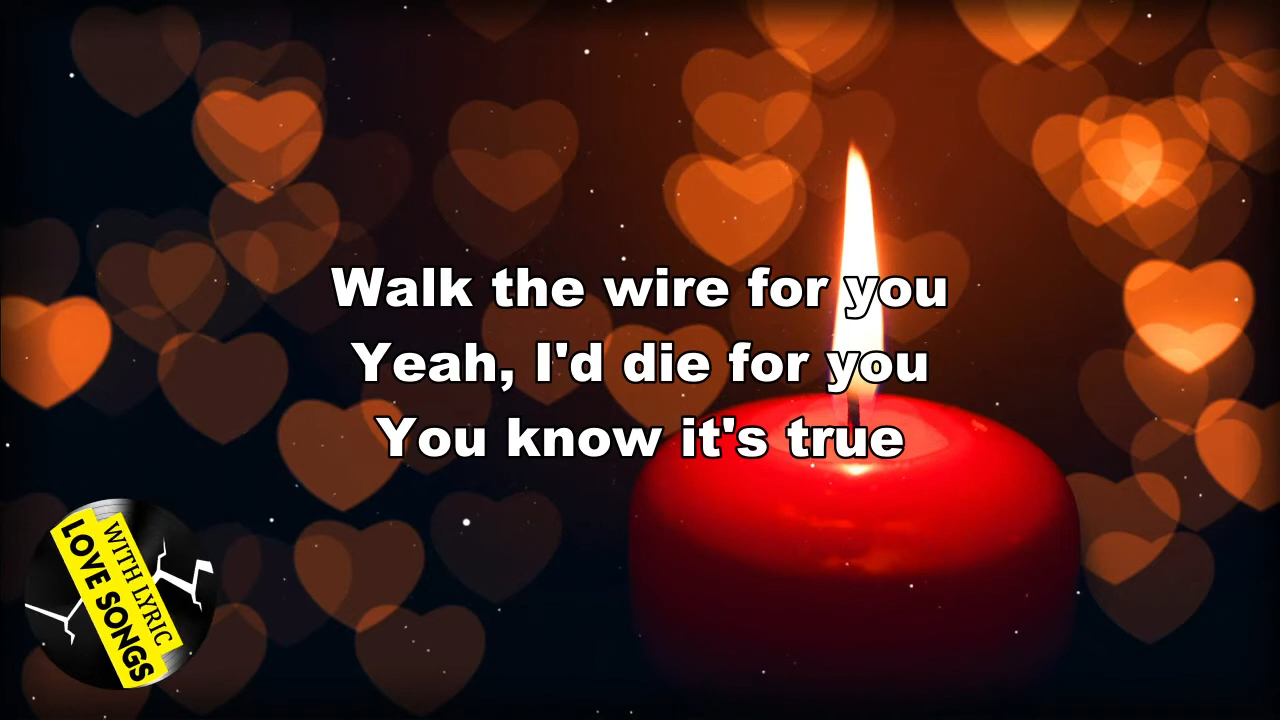 Walk the wire for you
Yeah, I'd die for you
You know it's true
WITH LYRIC
LOVE SONGS